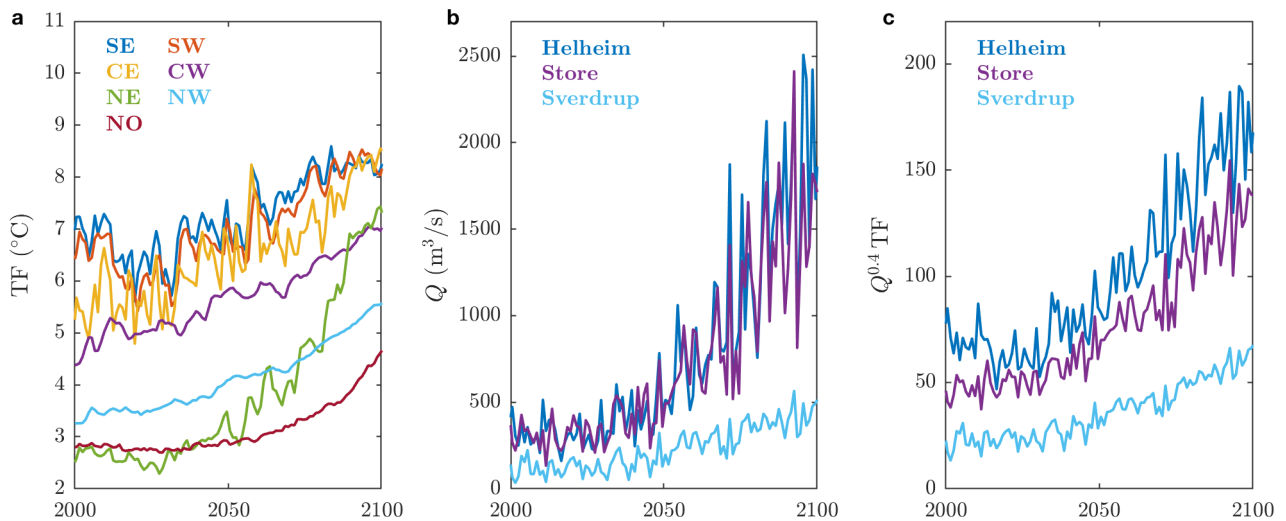 a
TF (°C)
11
10
9
8
7
6
5
4
3
2
2000
2050
2100
SE SW
CE CW
NE NW
NO
b
Q (m³/s)
2500
2000
1500
1000
500
0
2000
2050
2100
Helheim
Store
Sverdrup
c
Q⁰·⁴ TF
200
150
100
50
0
2000
2050
2100
Helheim
Store
Sverdrup